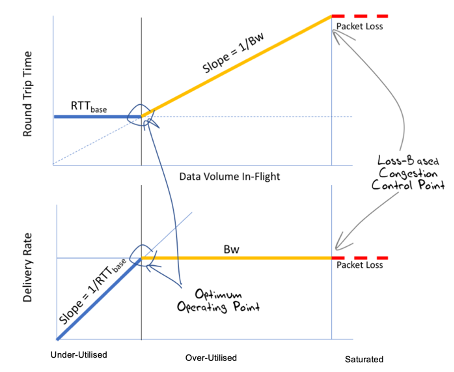 Round Trip Time
RTTbase
Slope = 1/Bw
Packet Loss
Data Volume In-Flight
Loss-Based
Congestion
Control Point
Delivery Rate
Slope = 1/RTTbase
Bw
Packet Loss
Optimum
Operating Point
Under-Utilised
Over-Utilised
Saturated